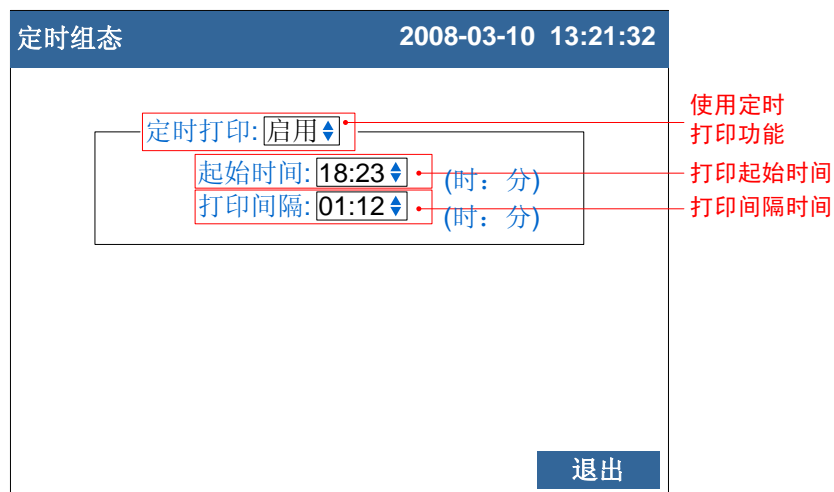 定时组态 2008-03-10 13:21:32
使用定时
打印功能
定时打印: 启用
起始时间: 18:23 (时：分)
打印起始时间
打印间隔: 01:12 (时：分)
打印间隔时间
退出